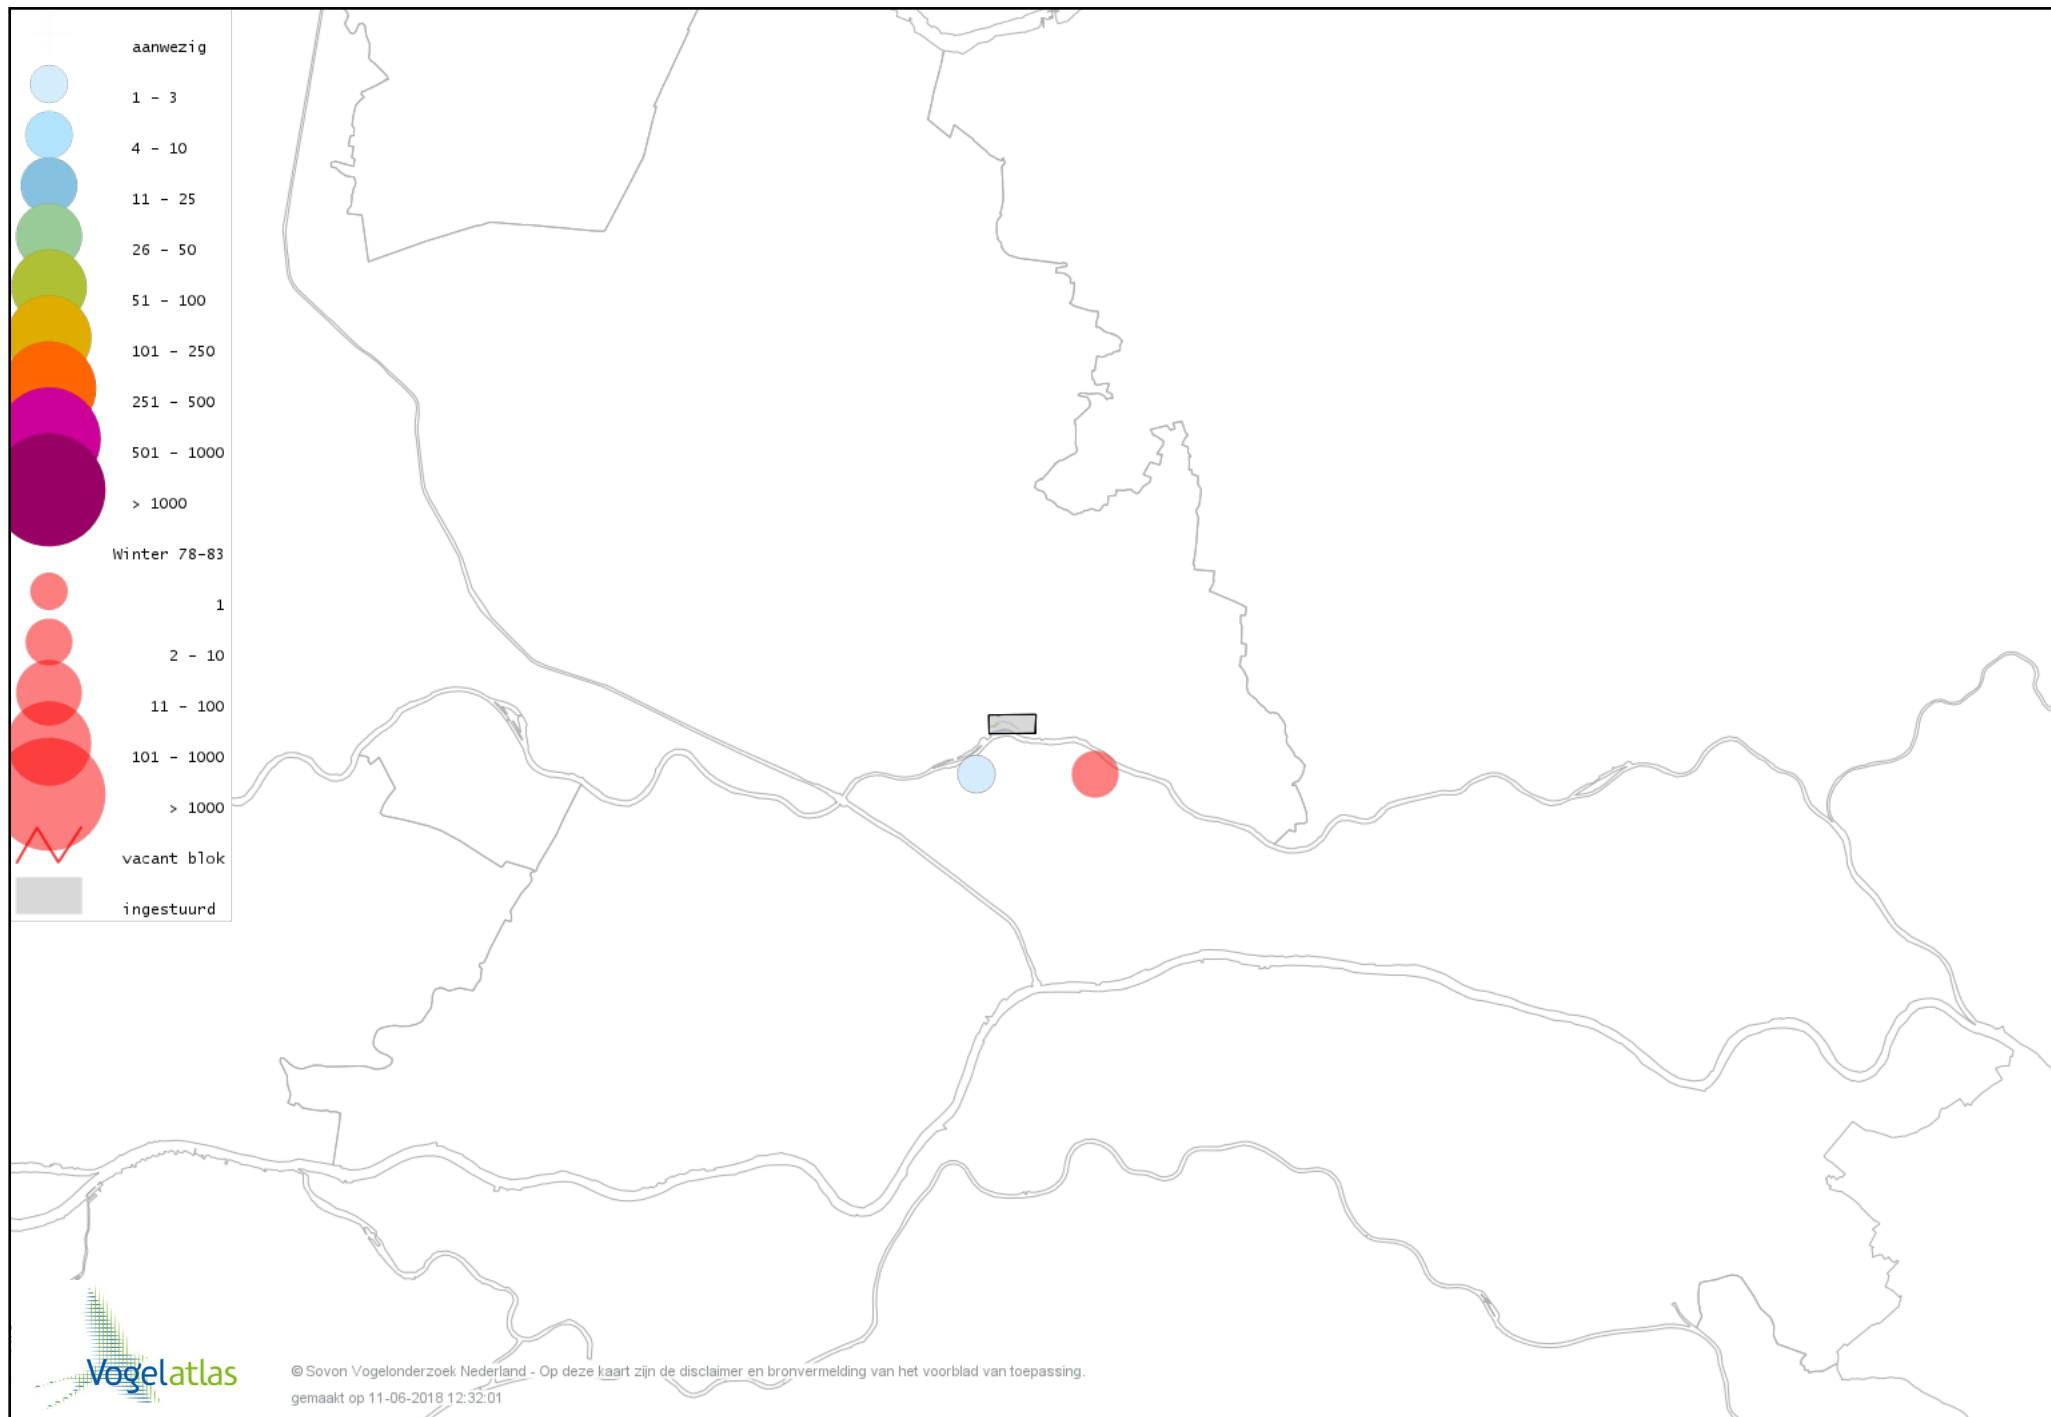 aanwezig
1 - 3
4 - 10
11 - 25
26 - 50
51 - 100
101 - 250
251 - 500
501 - 1000
> 1000
Winter 78-83
1
2 - 10
11 - 100
101 - 1000
> 1000
vacant blok
ingestuurd
Vogelatlas
© Sovon Vogelonderzoek Nederland - Op deze kaart zijn de disclaimer en bronvermelding van het voorblad van toepassing.
gemaakt op 11-06-2018 12:32:01